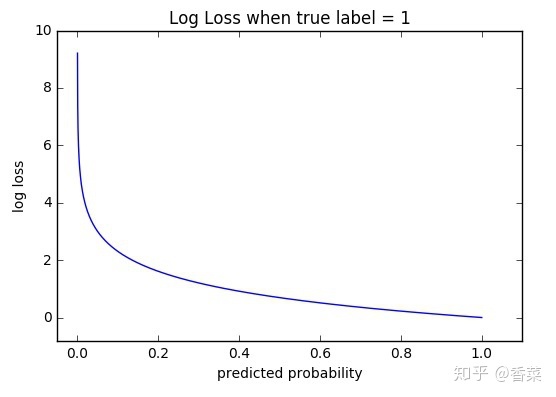 Log Loss when true label = 1
10
8
6
4
2
0
log loss
0.0 0.2 0.4 0.6 0.8 1.0
predicted probability
知乎 @香菜